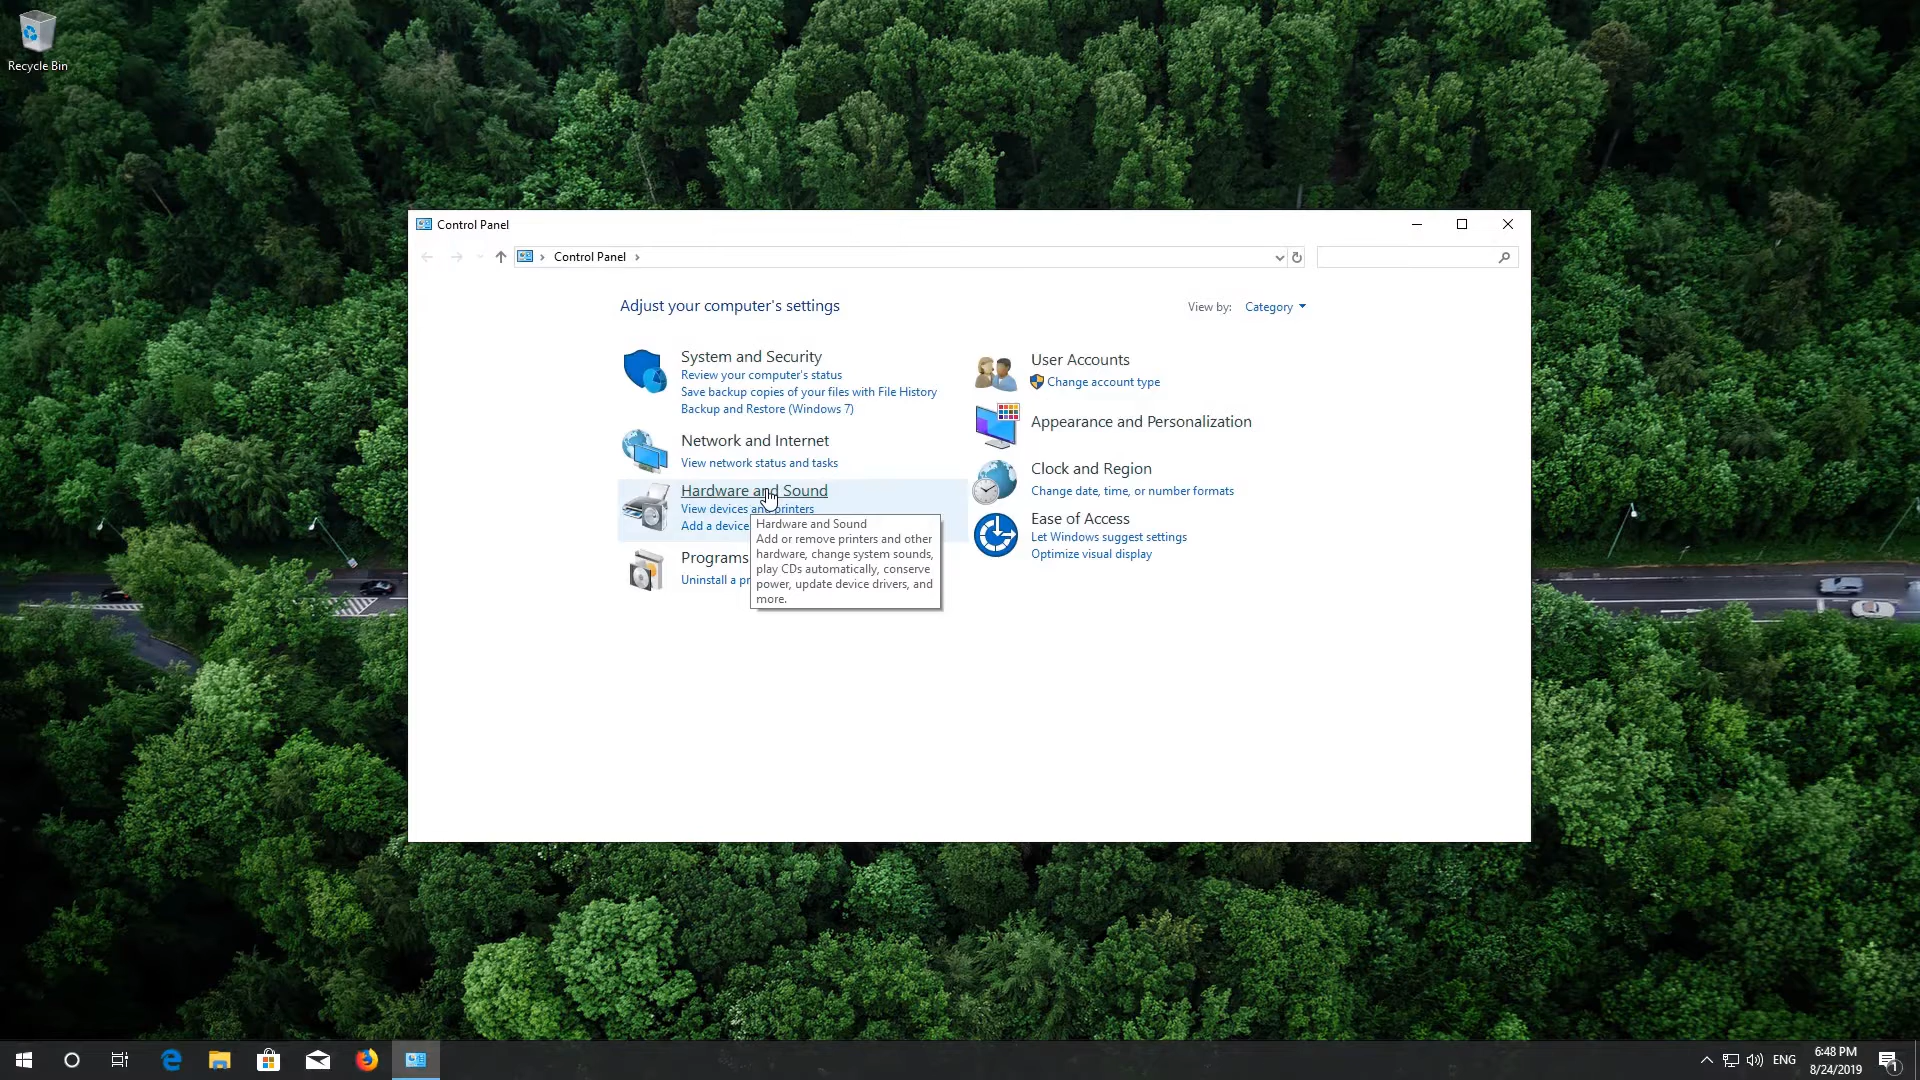 Recycle Bin
Control Panel
Control Panel
Adjust your computer's settings
View by: Category
System and Security
Review your computer's status
Save backup copies of your files with File History
Backup and Restore (Windows 7)
Network and Internet
View network status and tasks
Hardware and Sound
View devices and printers
Add a device
Programs
Uninstall a pr
Hardware and Sound
Add or remove printers and other
hardware, change system sounds,
play CDs automatically, conserve
power, update device drivers, and
more.
User Accounts
Change account type
Appearance and Personalization
Clock and Region
Change date, time, or number formats
Ease of Access
Let Windows suggest settings
Optimize visual display
ENG
6:48 PM
8/24/2019
1